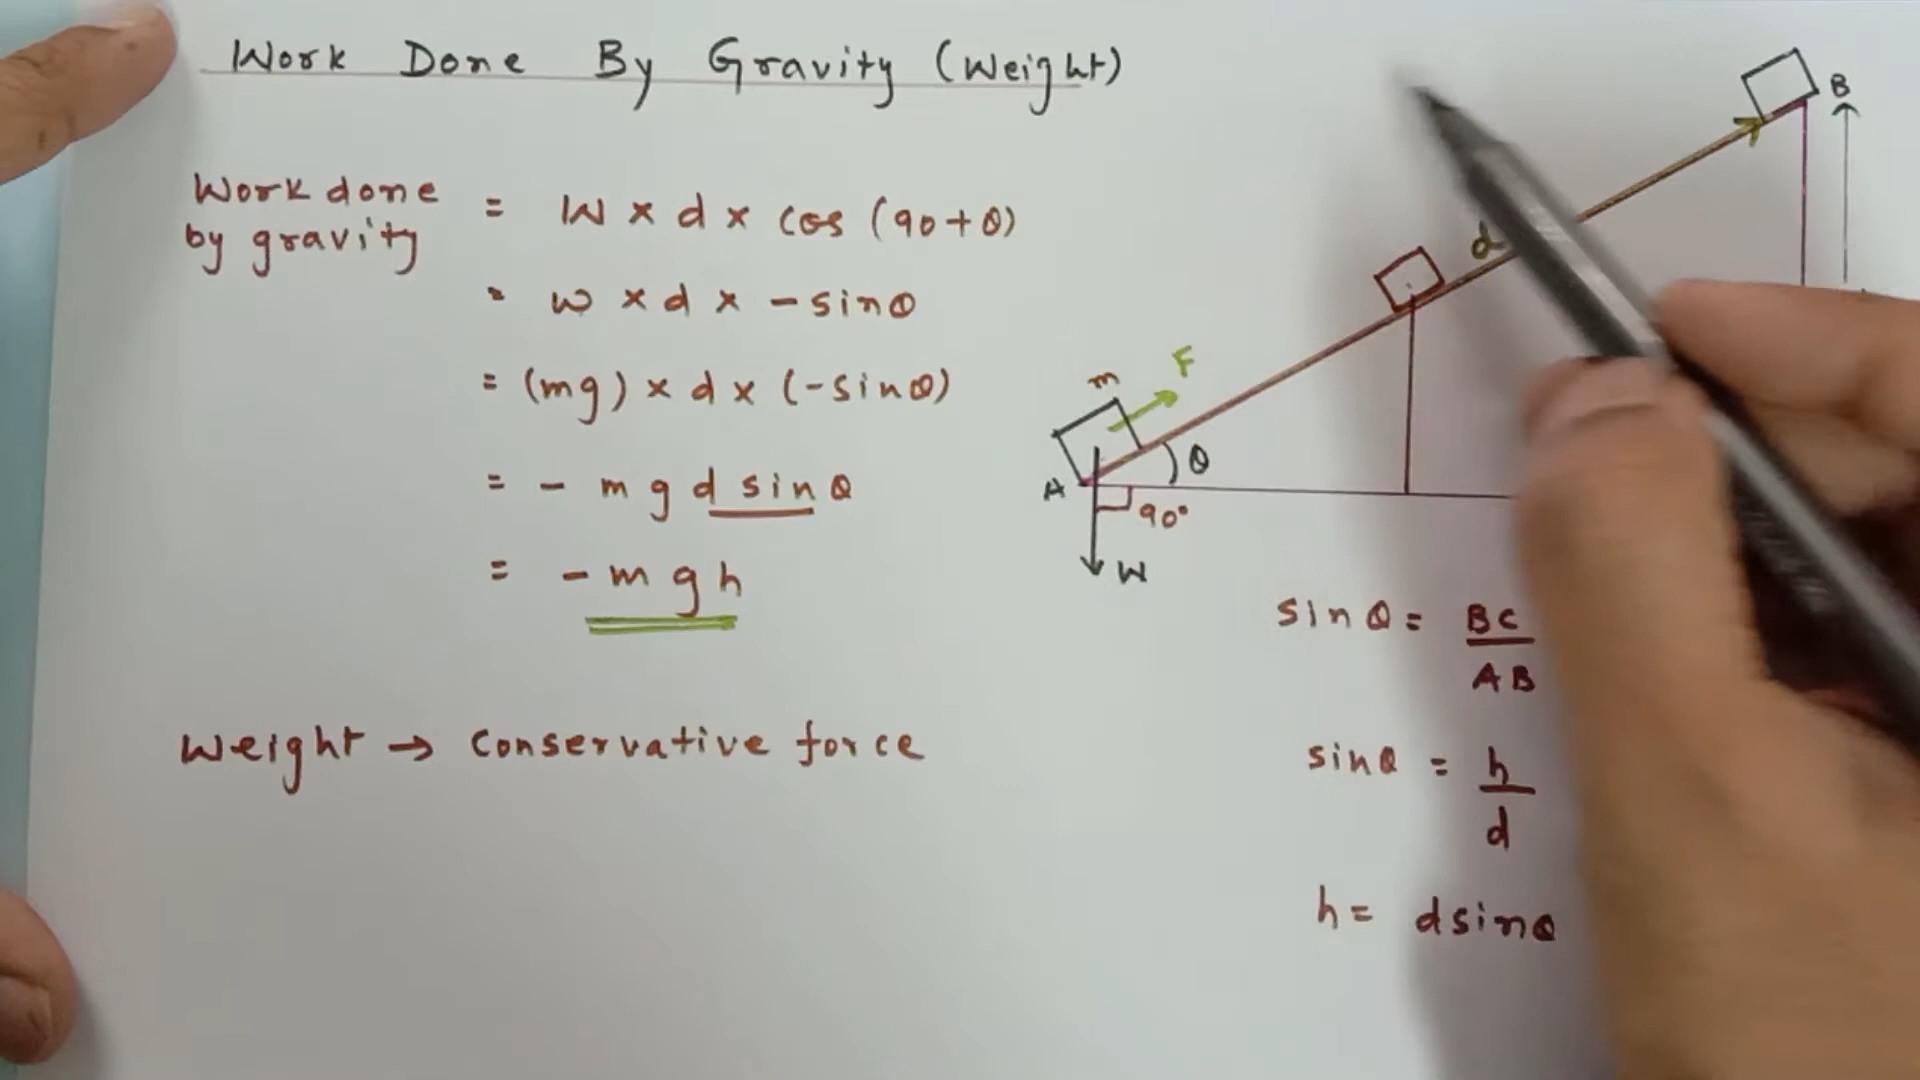 Work Done By Gravity (Weight)
Work done
by gravity
= W × d × cos (90+θ)
= W × d × - sinθ
= (mg) × d × (-sinθ)
= - m g d sinθ
= - m g h
Weight → Conservative force
B
d
F
m
θ
A
90°
W
sinθ = BC
AB
sinθ = h
d
h = dsinθ